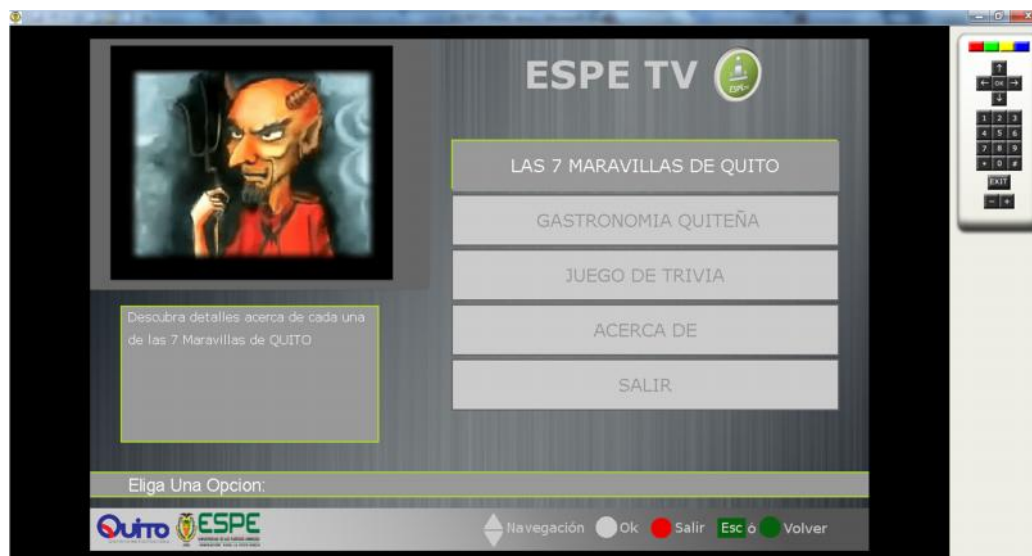 ESPE TV
LAS 7 MARAVILLAS DE QUITO
GASTRONOMIA QUITEÑA
JUEGO DE TRIVIA
ACERCA DE
SALIR
Descubra detalles acerca de cada una
de las 7 Maravillas de QUITO
Eliga Una Opcion:
QUITO
ESPE
Navegación Ok Salir Esc ó Volver
OK
1 2 3
4 5 6
7 8 9
* 0 #
EXIT
- +